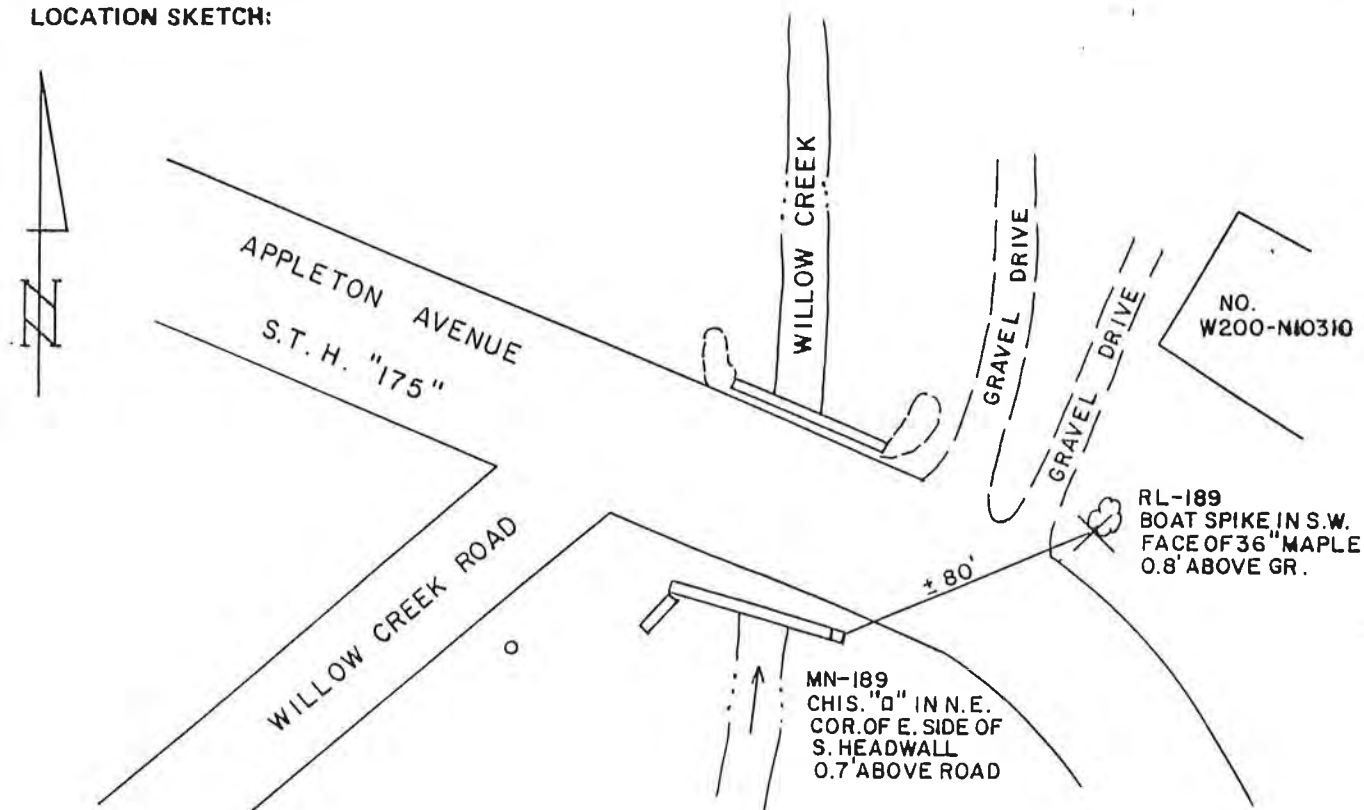 LOCATION SKETCH:
N
APPLETON AVENUE
S.T.H. "175"
WILLOW CREEK
GRAVEL DRIVE
GRAVEL DRIVE
NO.
W200-N10310
WILLOW CREEK ROAD
± 80'
RL-189
BOAT SPIKE IN S.W.
FACE OF 36" MAPLE
0.8' ABOVE GR.
MN-189
CHIS. "□" IN N.E.
COR. OF E. SIDE OF
S. HEADWALL
0.7' ABOVE ROAD